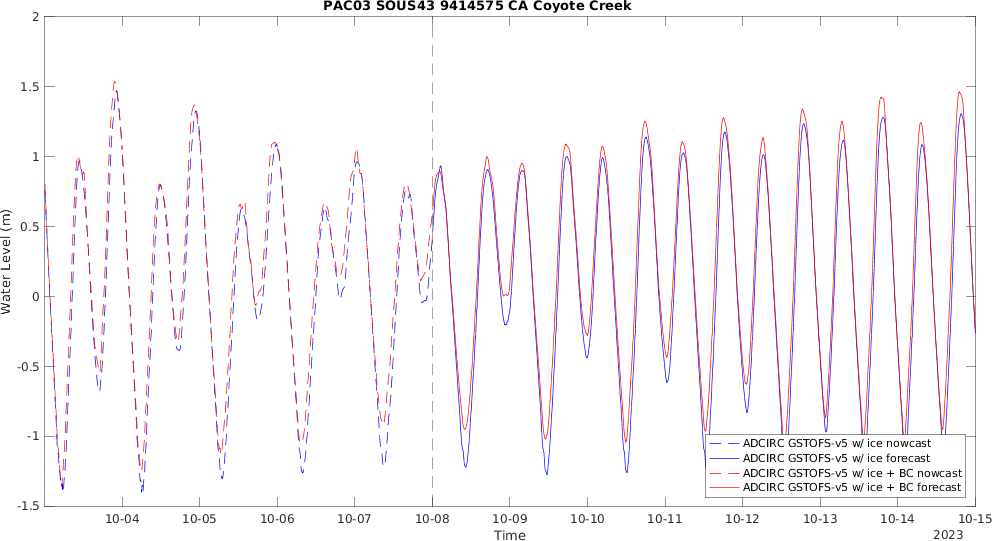 PAC03 SOUS43 9414575 CA Coyote Creek
2
1.5
1
0.5
0
-0.5
-1
-1.5
Water Level (m)
ADCIRC GSTOFS-v5 w/ ice nowcast
ADCIRC GSTOFS-v5 w/ ice forecast
ADCIRC GSTOFS-v5 w/ ice + BC nowcast
ADCIRC GSTOFS-v5 w/ ice + BC forecast
10-04 10-05 10-06 10-07 10-08 10-09 10-10 10-11 10-12 10-13 10-14 10-15
Time
2023